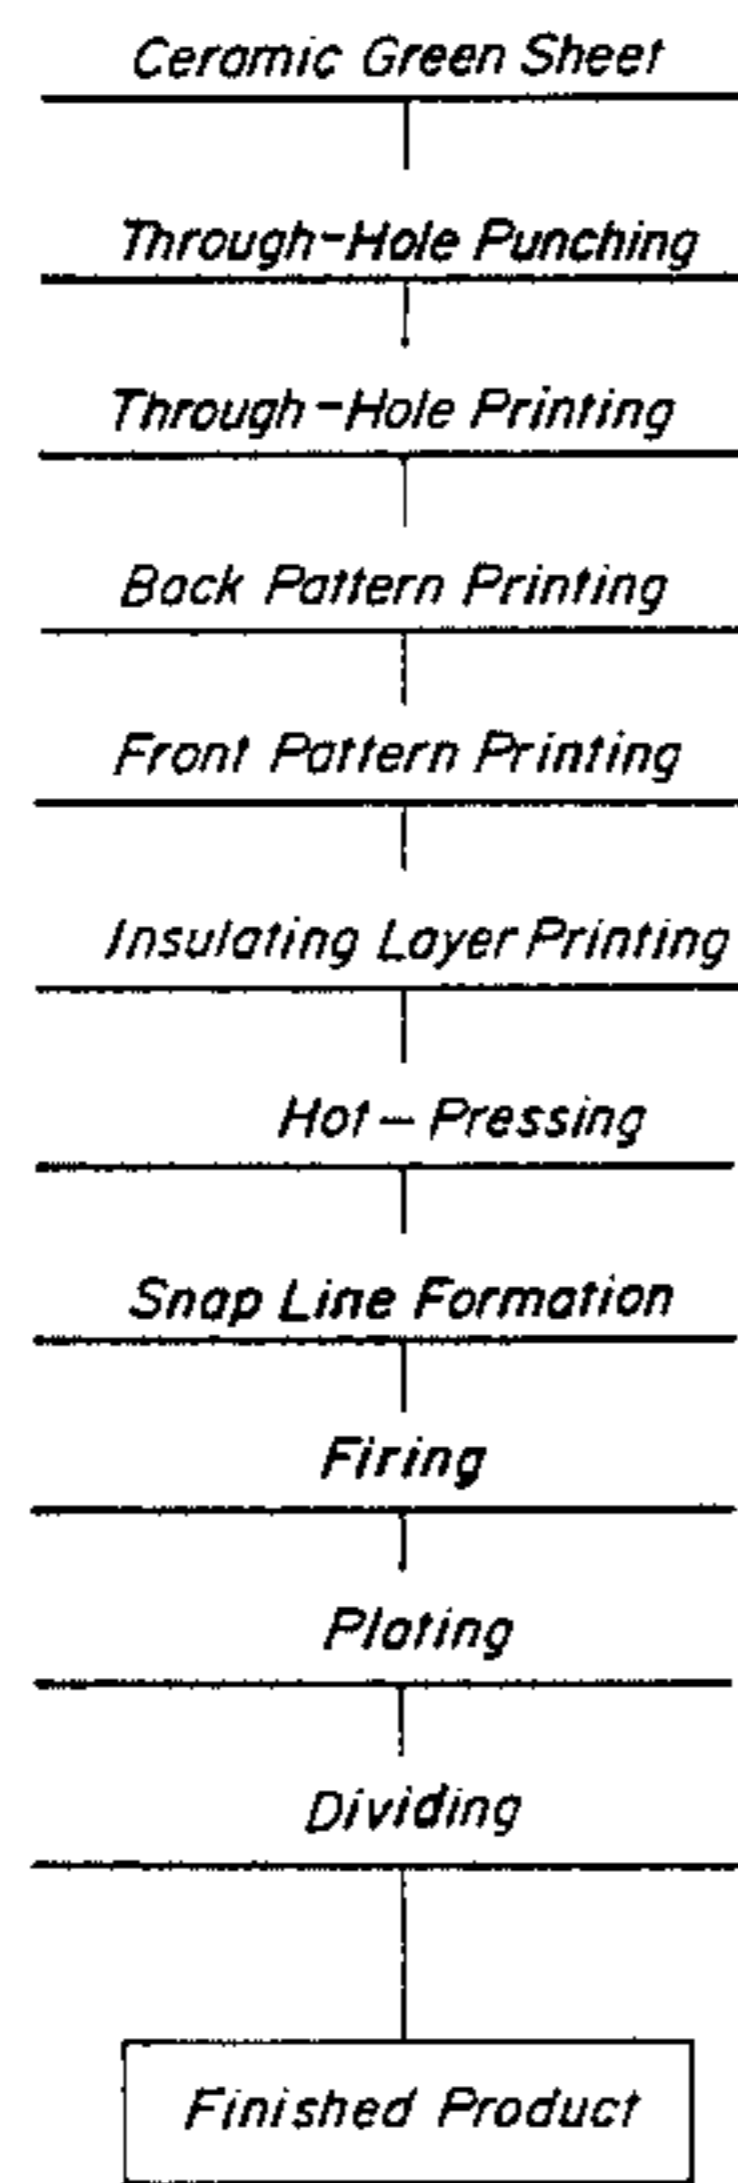 Ceramic Green Sheet
Through-Hole Punching
Through-Hole Printing
Back Pattern Printing
Front Pattern Printing
Insulating Layer Printing
Hot-Pressing
Snap Line Formation
Firing
Plating
Dividing
Finished Product